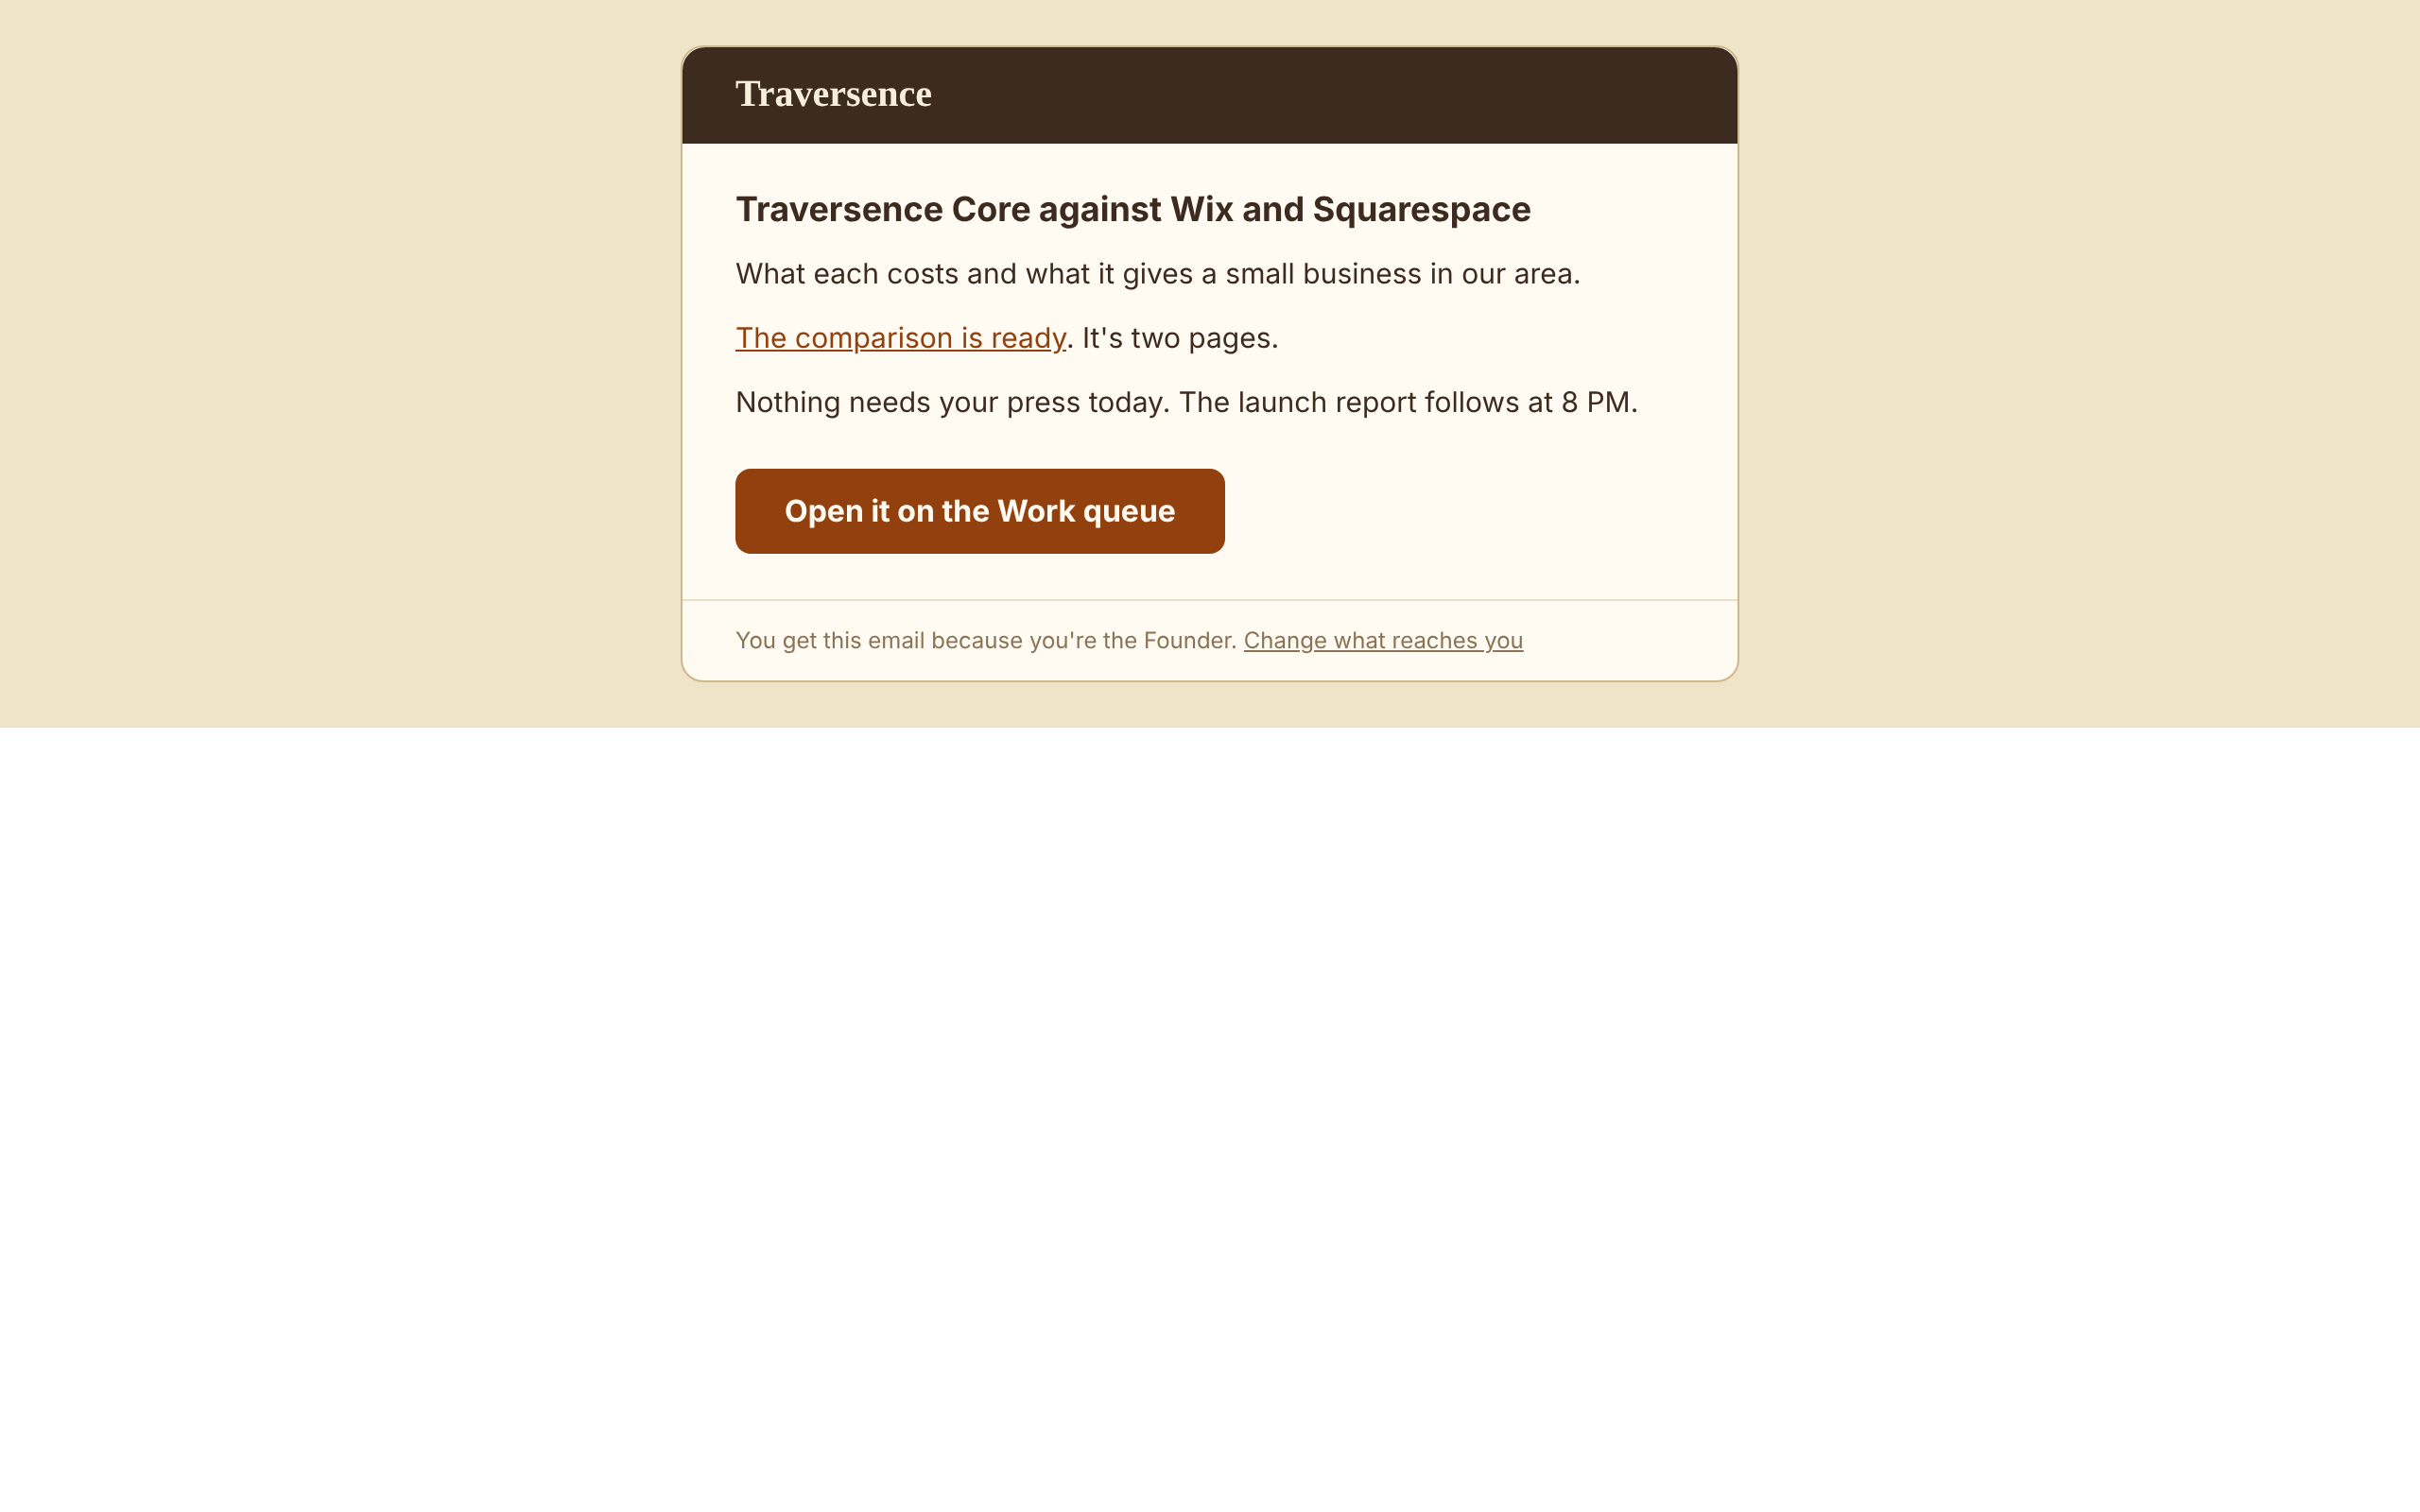 Traversence
Traversence Core against Wix and Squarespace
What each costs and what it gives a small business in our area.
The comparison is ready. It's two pages.
Nothing needs your press today. The launch report follows at 8 PM.
Open it on the Work queue
You get this email because you're the Founder. Change what reaches you